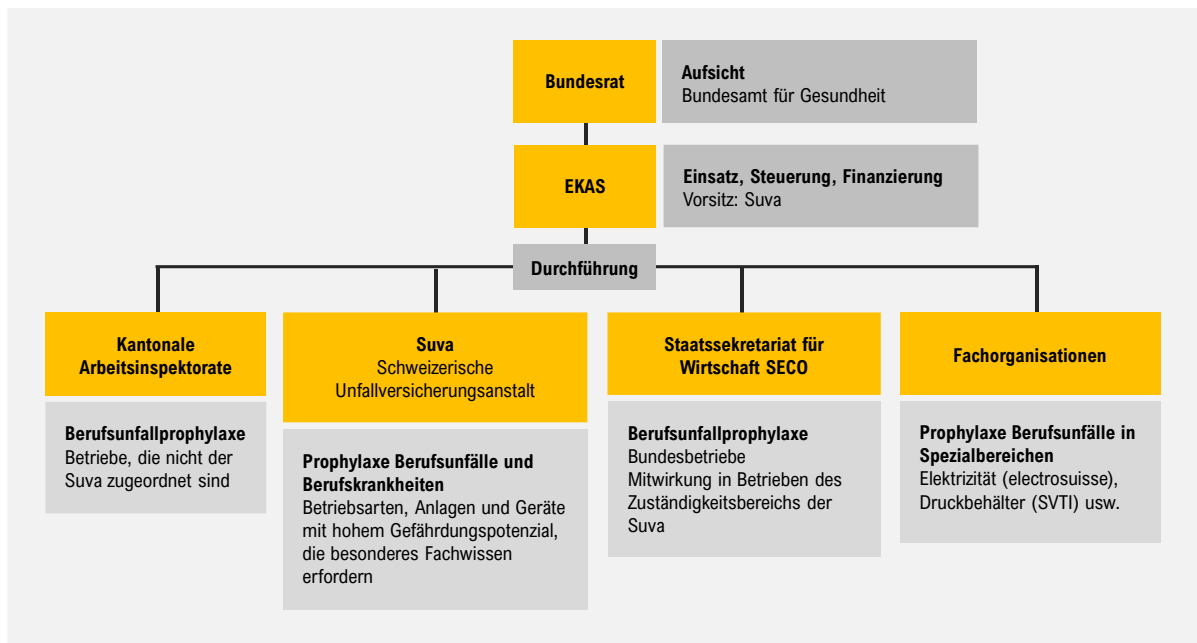 Bundesrat
Aufsicht
Bundesamt für Gesundheit
EKAS
Einsatz, Steuerung, Finanzierung
Vorsitz: Suva
Durchführung
Kantonale
Arbeitsinspektorate
Berufsunfallprophylaxe
Betriebe, die nicht der
Suva zugeordnet sind
Suva
Schweizerische
Unfallversicherungsanstalt
Prophylaxe Berufsunfälle und
Berufskrankheiten
Betriebsarten, Anlagen und Geräte
mit hohem Gefährdungspotenzial,
die besonderes Fachwissen
erfordern
Staatssekretariat für
Wirtschaft SECO
Berufsunfallprophylaxe
Bundesbetriebe
Mitwirkung in Betrieben des
Zuständigkeitsbereichs der
Suva
Fachorganisationen
Prophylaxe Berufsunfälle in
Spezialbereichen
Elektrizität (electrosuisse),
Druckbehälter (SVTI) usw.